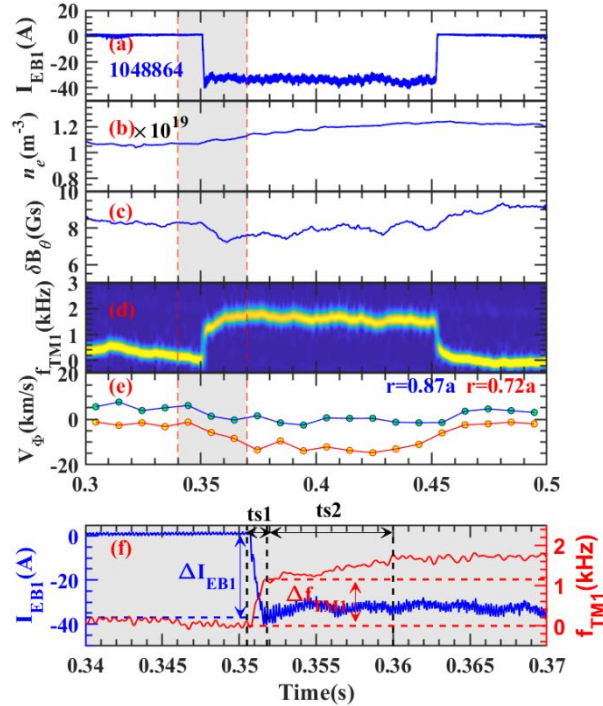 I_EB1(A)
20
0
-20
-40
(a)
1048864
n_e(m^-3)
1.2
1
0.8
(b) ×10^19
δB_θ(Gs)
10
8
6
(c)
f_TM1(kHz)
3
2
1
0
(d)
V_Φ(km/s)
20
0
-20
(e)
r=0.87a r=0.72a
0.3 0.35 0.4 0.45 0.5
ts1 ts2
I_EB1(A)
0
-20
-40
(f)
ΔI_EB1
Δf_TM1
2
1
0
f_TM1(kHz)
0.34 0.345 0.35 0.355 0.36 0.365 0.37
Time(s)